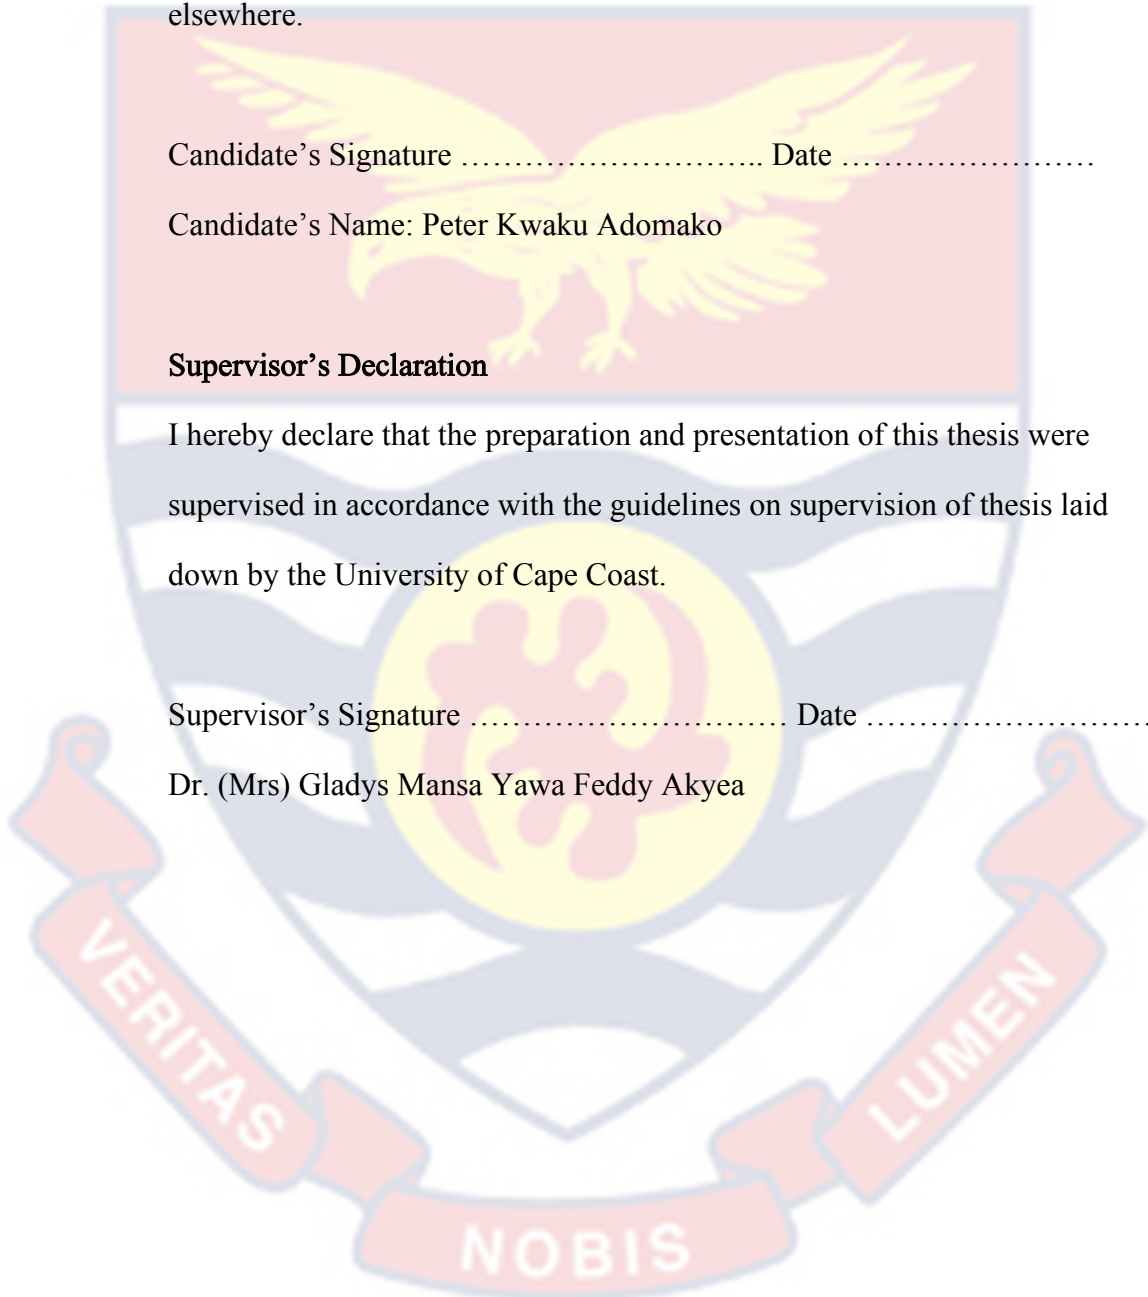 elsewhere.
Candidate’s Signature ……………………….. Date ……………………
Candidate’s Name: Peter Kwaku Adomako
Supervisor’s Declaration
I hereby declare that the preparation and presentation of this thesis were
supervised in accordance with the guidelines on supervision of thesis laid
down by the University of Cape Coast.
Supervisor’s Signature ………………………… Date ………………………
Dr. (Mrs) Gladys Mansa Yawa Feddy Akyea
VERITAS
NOBIS
LUMEN